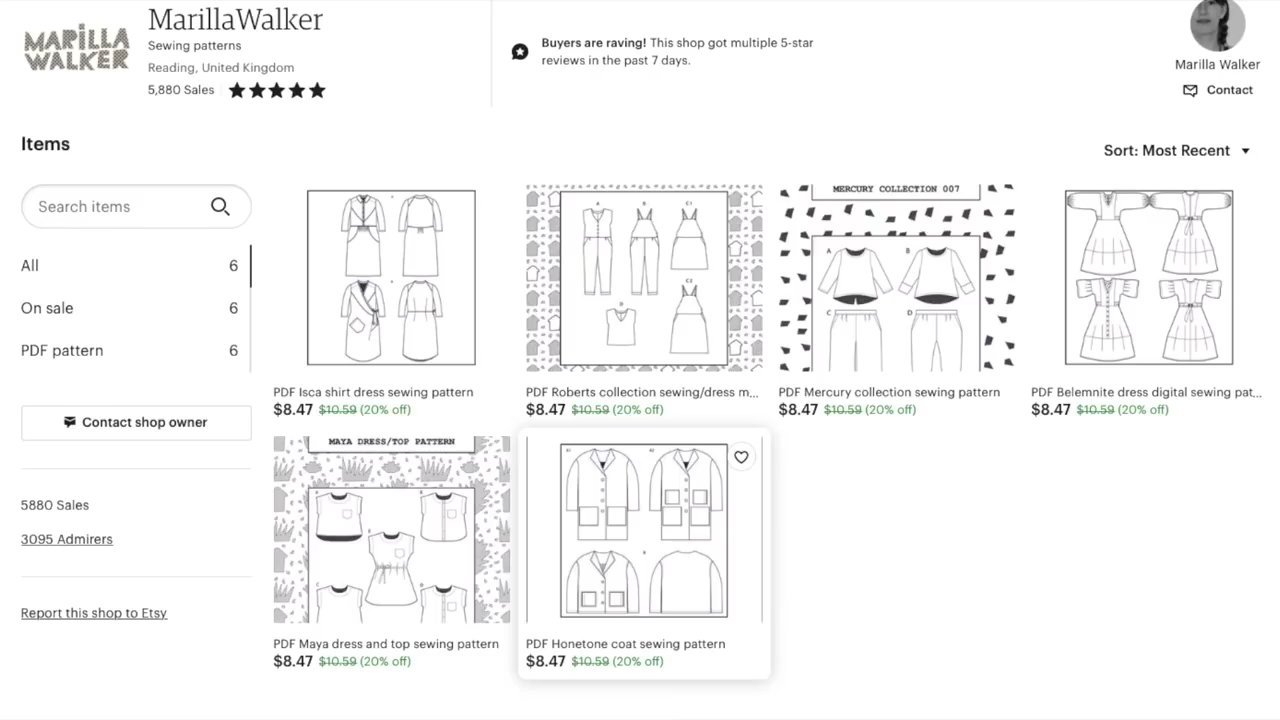 MARILLA
WALKER
MarillaWalker
Sewing patterns
Reading, United Kingdom
5,880 Sales
Buyers are raving! This shop got multiple 5-star
reviews in the past 7 days.
Marilla Walker
Contact
Items
Sort: Most Recent
Search items
All 6
On sale 6
PDF pattern 6
Contact shop owner
5880 Sales
3095 Admirers
Report this shop to Etsy
PDF Isca shirt dress sewing pattern
$8.47 $10.59 (20% off)
A B C1
C2
D
PDF Roberts collection sewing/dress m...
$8.47 $10.59 (20% off)
MERCURY COLLECTION 007
A B
C D
PDF Mercury collection sewing pattern
$8.47 $10.59 (20% off)
PDF Belemnite dress digital sewing pat...
$8.47 $10.59 (20% off)
MAYA DRESS/TOP PATTERN
PDF Maya dress and top sewing pattern
$8.47 $10.59 (20% off)
PDF Honetone coat sewing pattern
$8.47 $10.59 (20% off)